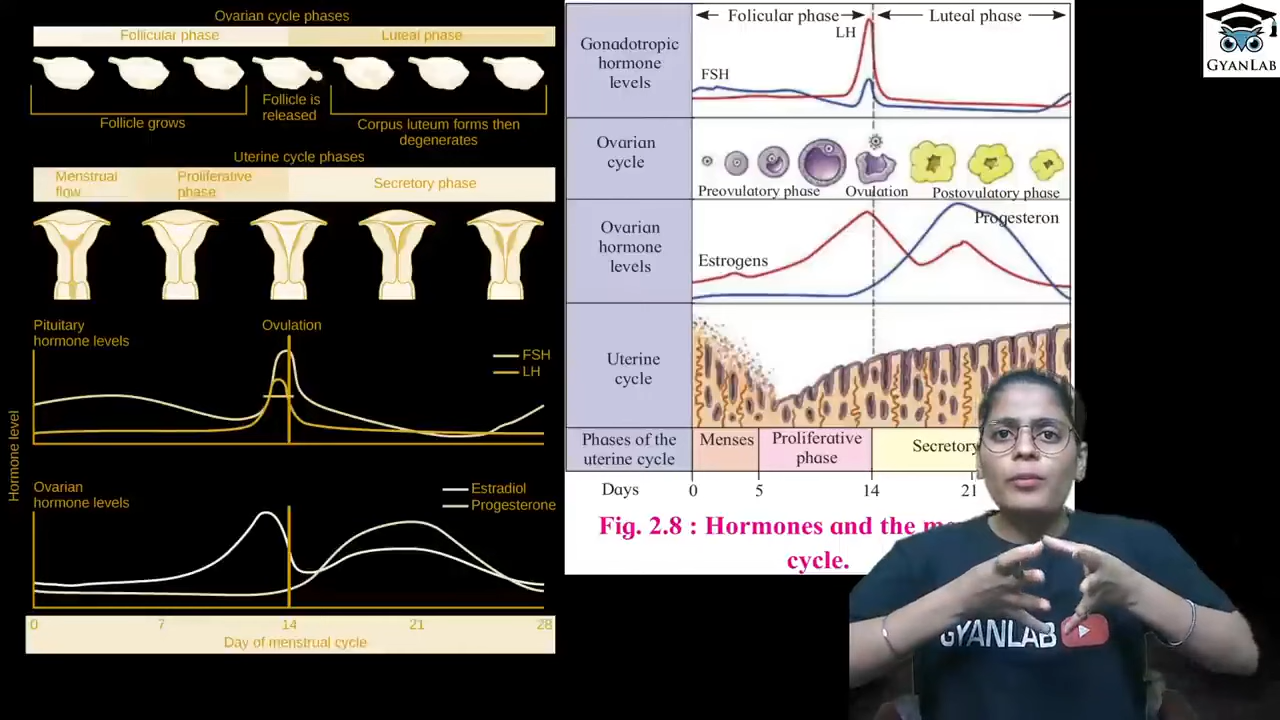 Ovarian cycle phases
Follicular phase
Luteal phase
Follicle grows
Follicle is
released
Corpus luteum forms then
degenerates
Uterine cycle phases
Menstrual
flow
Proliferative
phase
Secretory phase
Pituitary
hormone levels
Ovulation
FSH
LH
Hormone level
Ovarian
hormone levels
Estradiol
Progesterone
0 7 14 21 28
Day of menstrual cycle
Folicular phase
Luteal phase
Gonadotropic
hormone
levels
LH
FSH
Ovarian
cycle
Preovulatory phase
Ovulation
Postovulatory phase
Ovarian
hormone
levels
Estrogens
Progesteron
Uterine
cycle
Phases of the
uterine cycle
Menses
Proliferative
phase
Secretory
Days 0 5 14 21
Fig. 2.8 : Hormones and the
cycle.
GYANLAB
GYANLAB